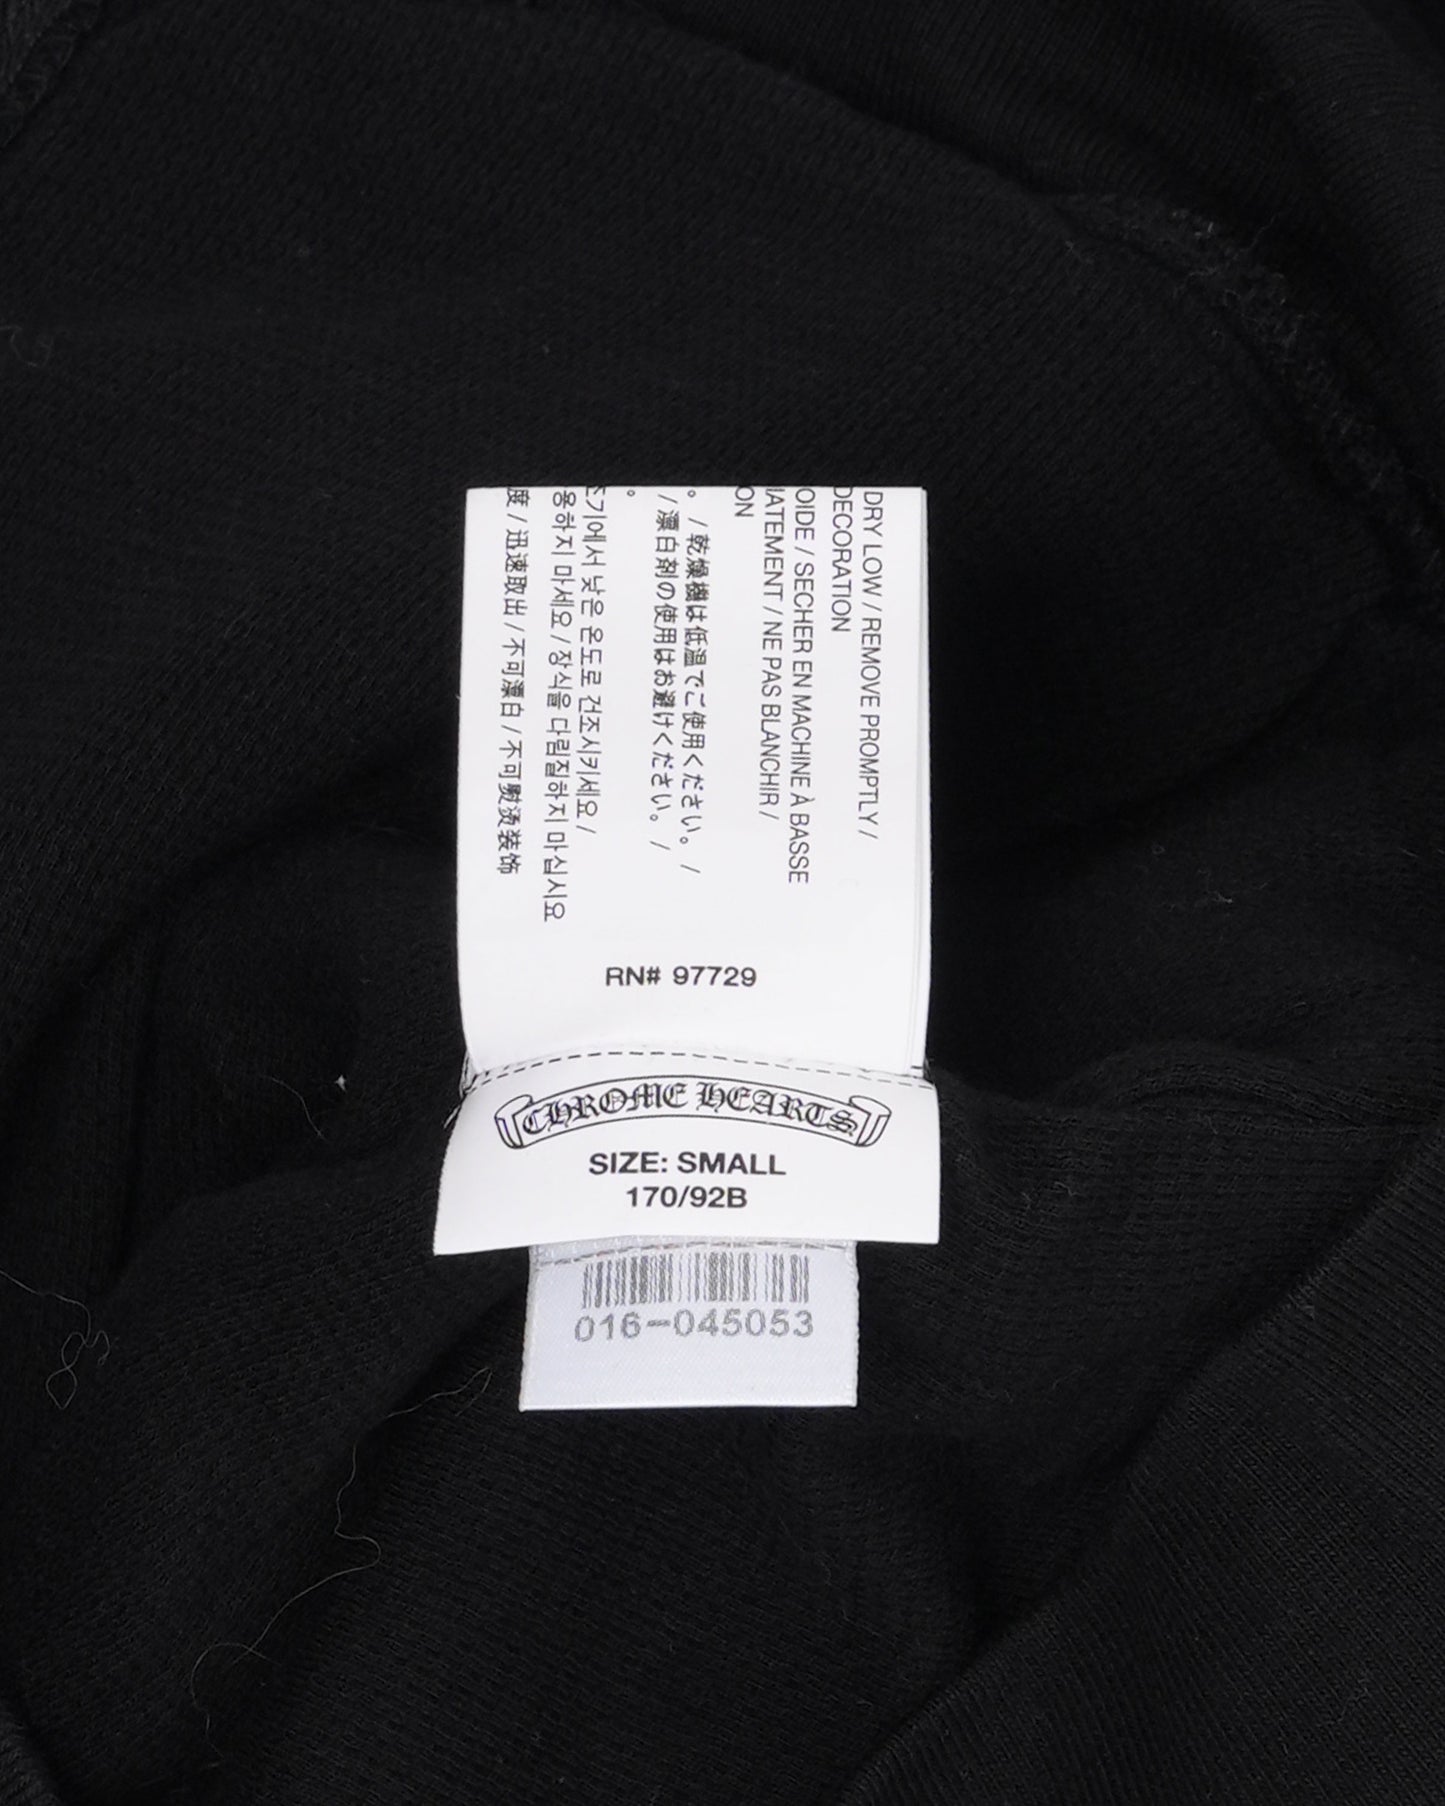 DRY LOW / REMOVE PROMPTLY /
DECORATION
OIDE / SECHER EN MACHINE À BASSE
IATEMENT / NE PAS BLANCHIR /
ON
。/ 乾燥機は低温でご使用ください。 /
/ 漂白剤の使用はお避けください。 /
。
기에서 낮은 온도로 건조시키세요 /
용하지 마세요 / 장식을 다림질하지 마십시요
度 / 迅速取出 / 不可漂白 / 不可熨烫装饰
RN# 97729
CHROME HEARTS
SIZE: SMALL
170/92B
016-045053